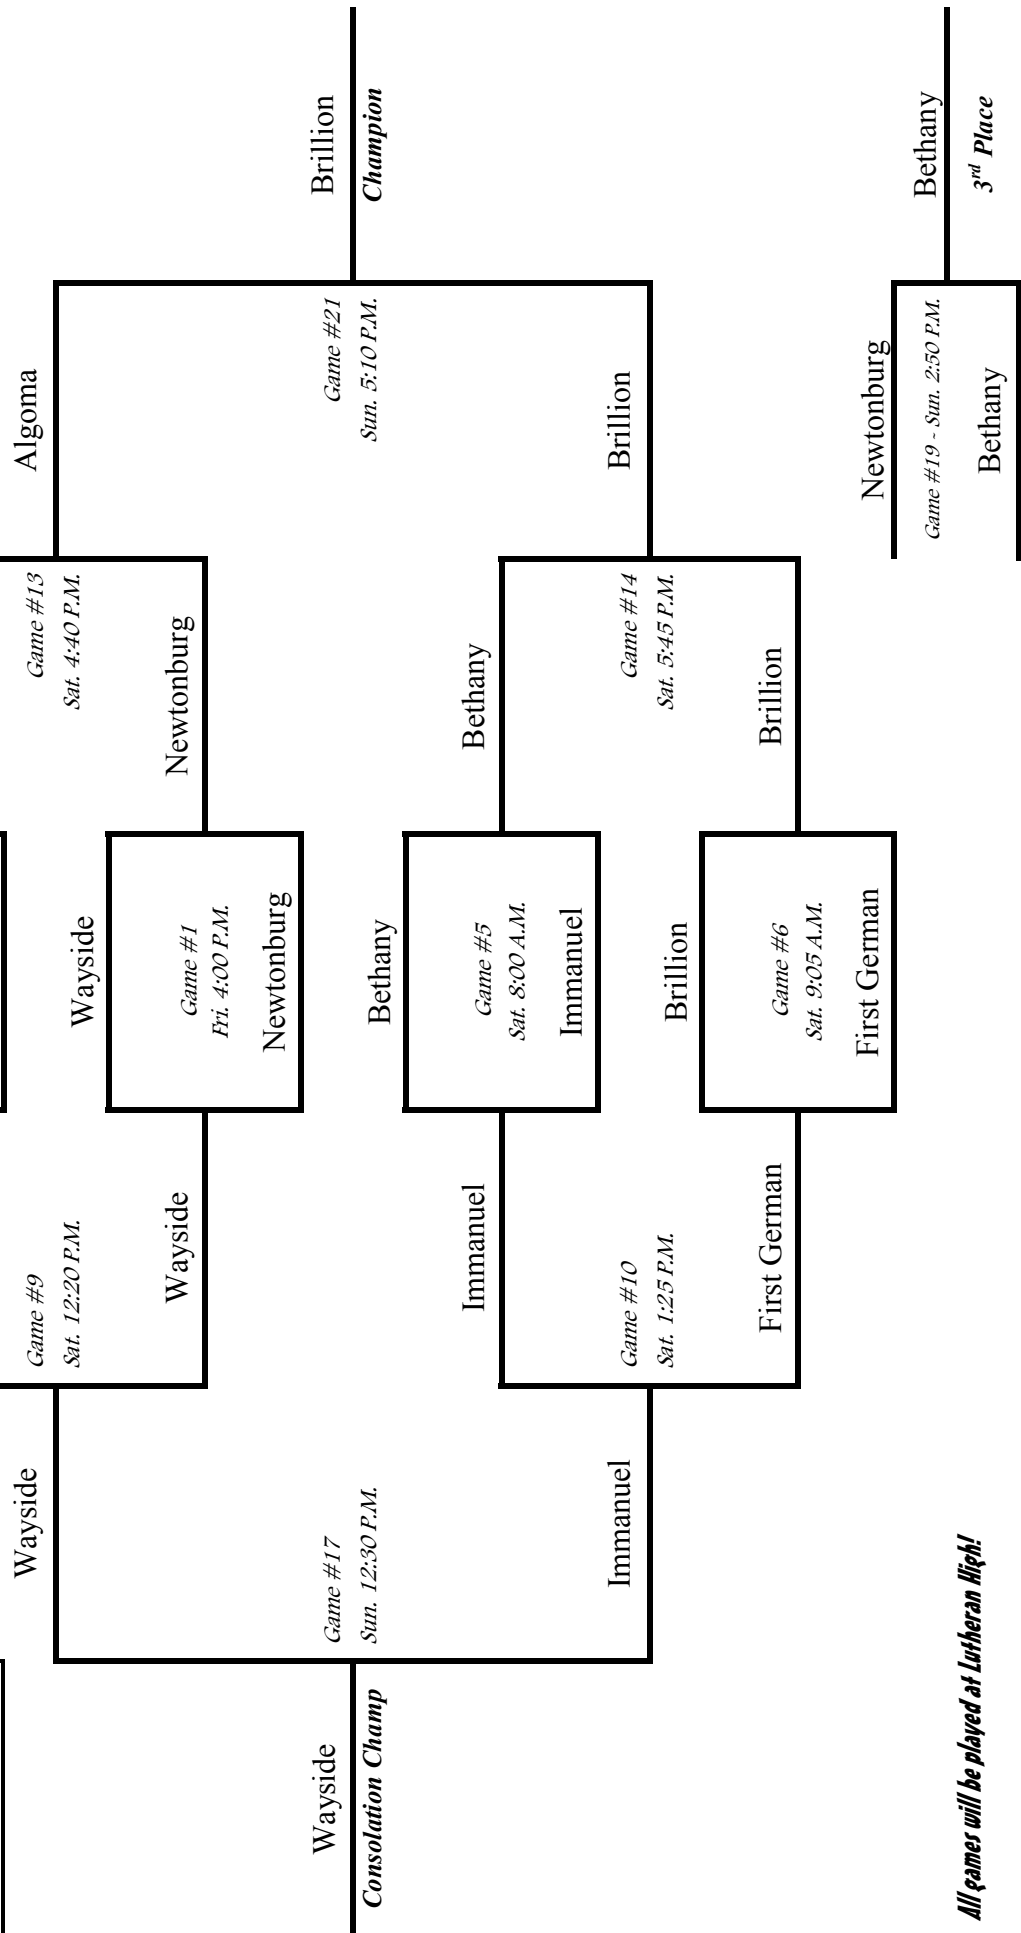 Algoma
Game #13
Sat. 4:40 P.M.
Wayside
Game #9
Sat. 12:20 P.M.
Wayside
Newtonburg
Wayside
Game #1
Fri. 4:00 P.M.
Newtonburg
Brillion
Champion
Game #21
Sun. 5:10 P.M.
Game #17
Sun. 12:30 P.M.
Wayside
Consolation Champ
Bethany
Bethany
Game #5
Sat. 8:00 A.M.
Immanuel
Immanuel
Brillion
Game #14
Sat. 5:45 P.M.
Game #10
Sat. 1:25 P.M.
Immanuel
Brillion
Brillion
Game #6
Sat. 9:05 A.M.
First German
First German
Newtonburg
Game #19 - Sun. 2:50 P.M.
Bethany
Bethany
3rd Place
All games will be played at Lutheran High!